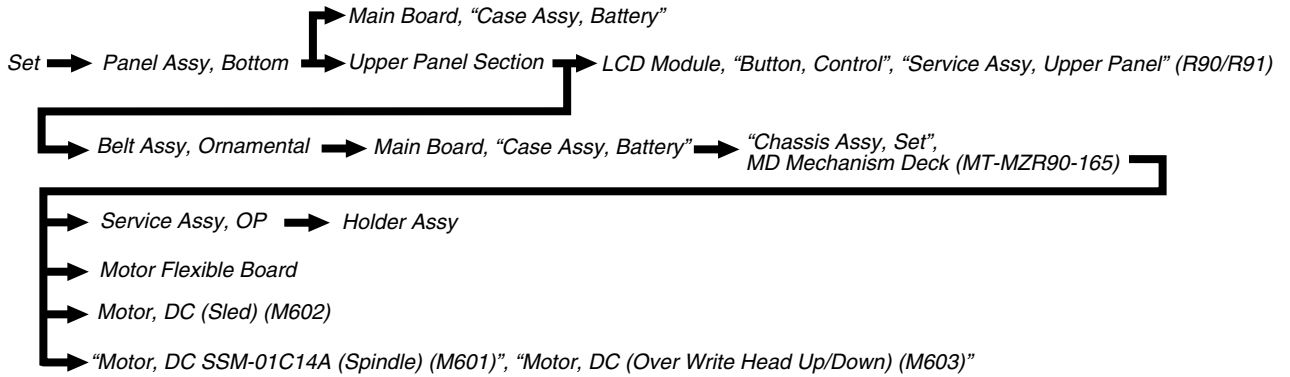 Main Board, “Case Assy, Battery”
Set Panel Assy, Bottom Upper Panel Section LCD Module, “Button, Control”, “Service Assy, Upper Panel” (R90/R91)
Belt Assy, Ornamental Main Board, “Case Assy, Battery” “Chassis Assy, Set”,
MD Mechanism Deck (MT-MZR90-165)
Service Assy, OP Holder Assy
Motor Flexible Board
Motor, DC (Sled) (M602)
“Motor, DC SSM-01C14A (Spindle) (M601)”, “Motor, DC (Over Write Head Up/Down) (M603)”